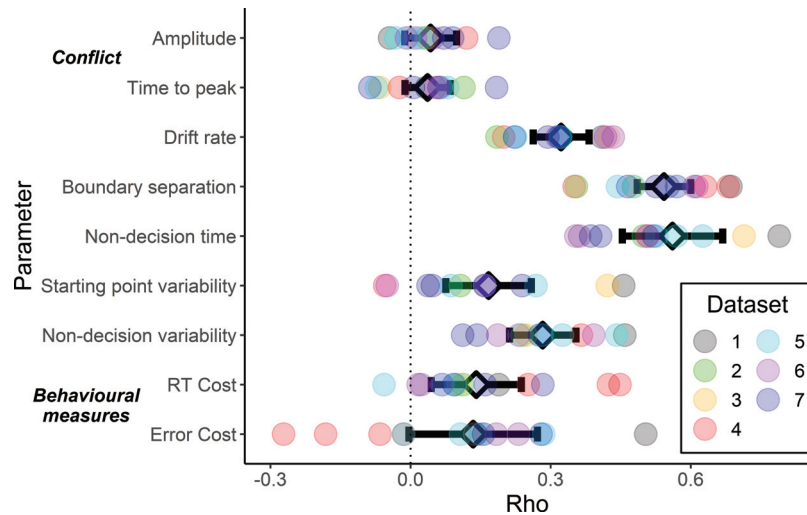 Conflict
Amplitude
Time to peak
Drift rate
Boundary separation
Non-decision time
Starting point variability
Non-decision variability
Behavioural
measures
RT Cost
Error Cost
Parameter
-0.3
0.0
0.3
0.6
Rho
Dataset
1
2
3
4
5
6
7